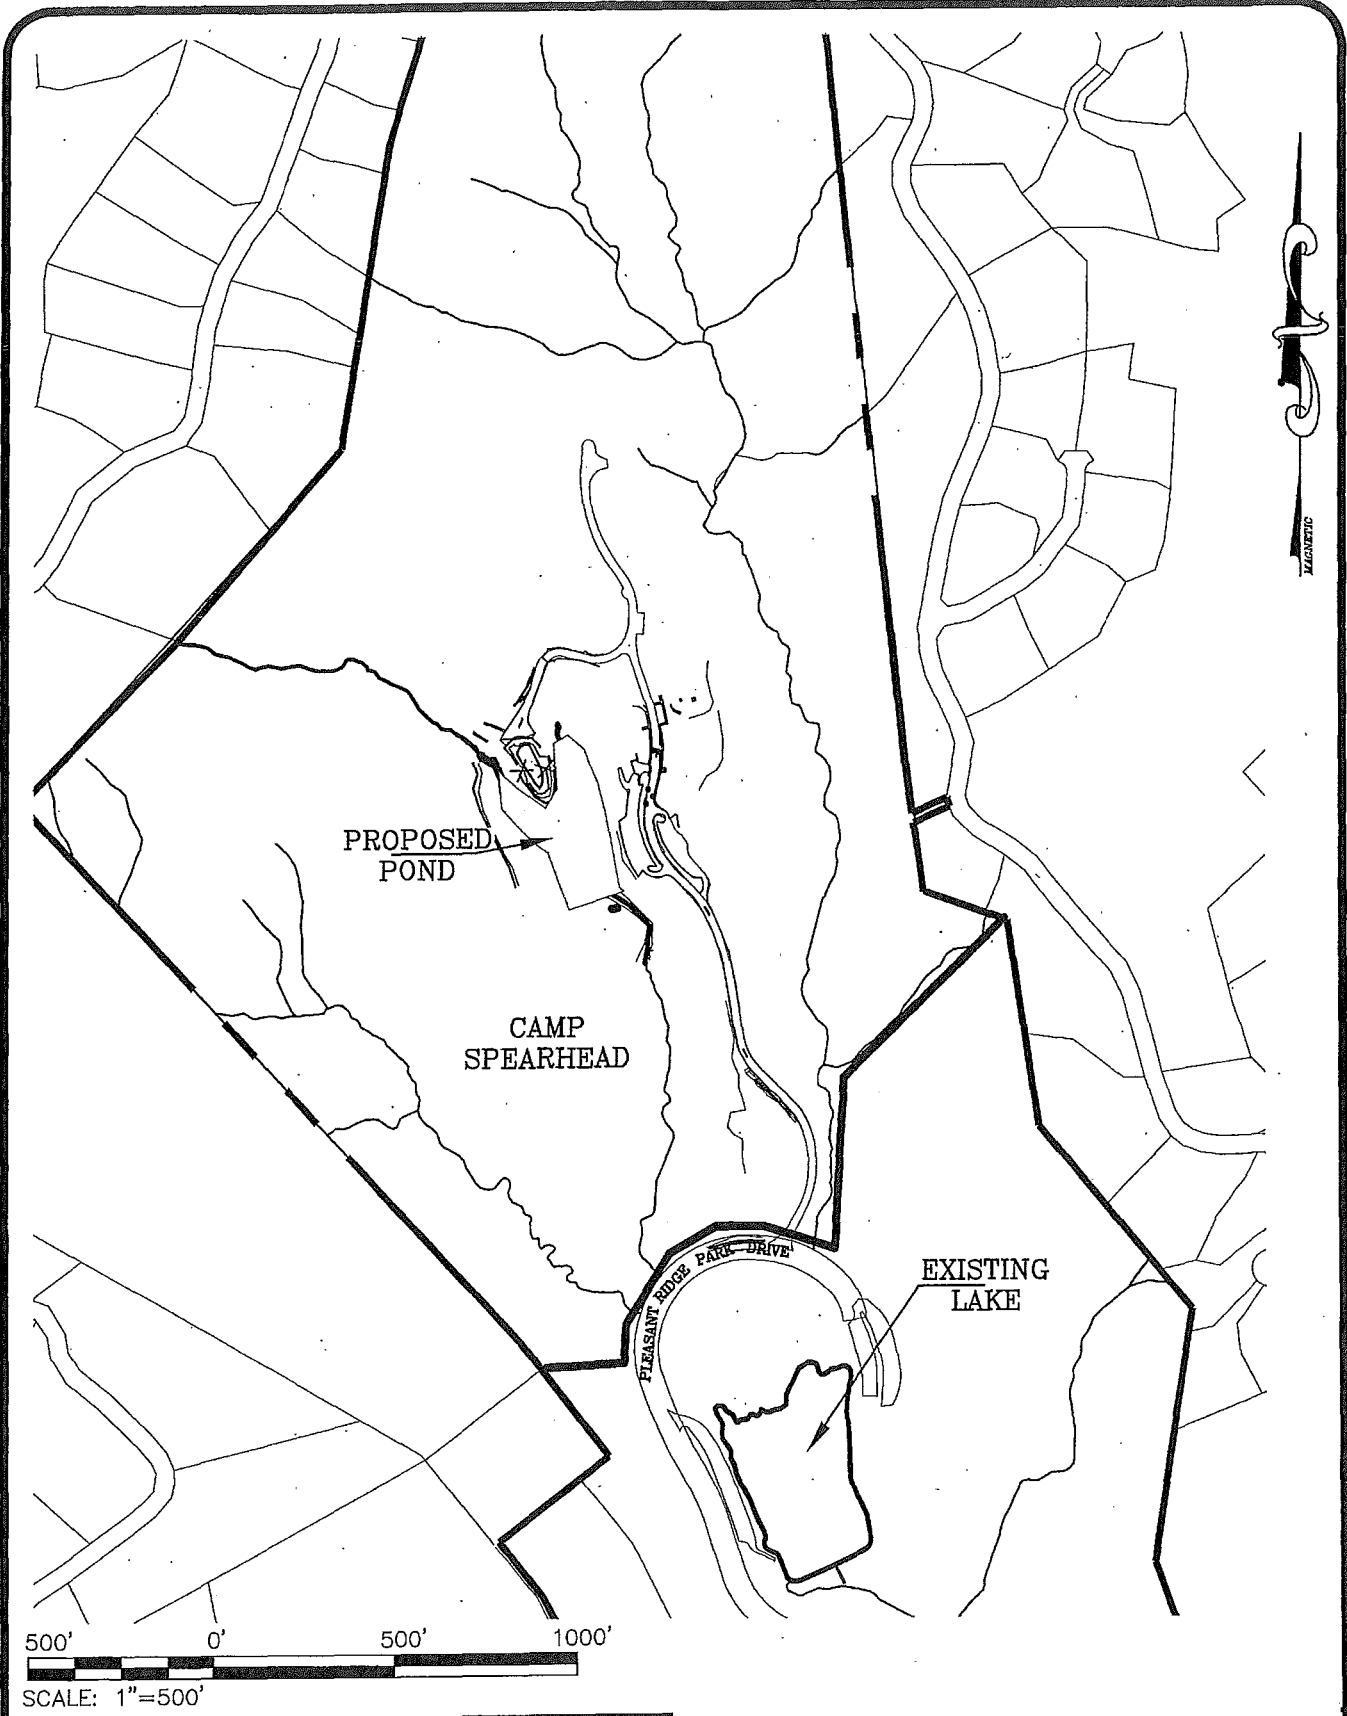 MAGNETIC
PROPOSED
POND
CAMP
SPEARHEAD
PLEASANT RIDGE PARK DRIVE
EXISTING
LAKE
500' 0' 500' 1000'
SCALE: 1"=500'